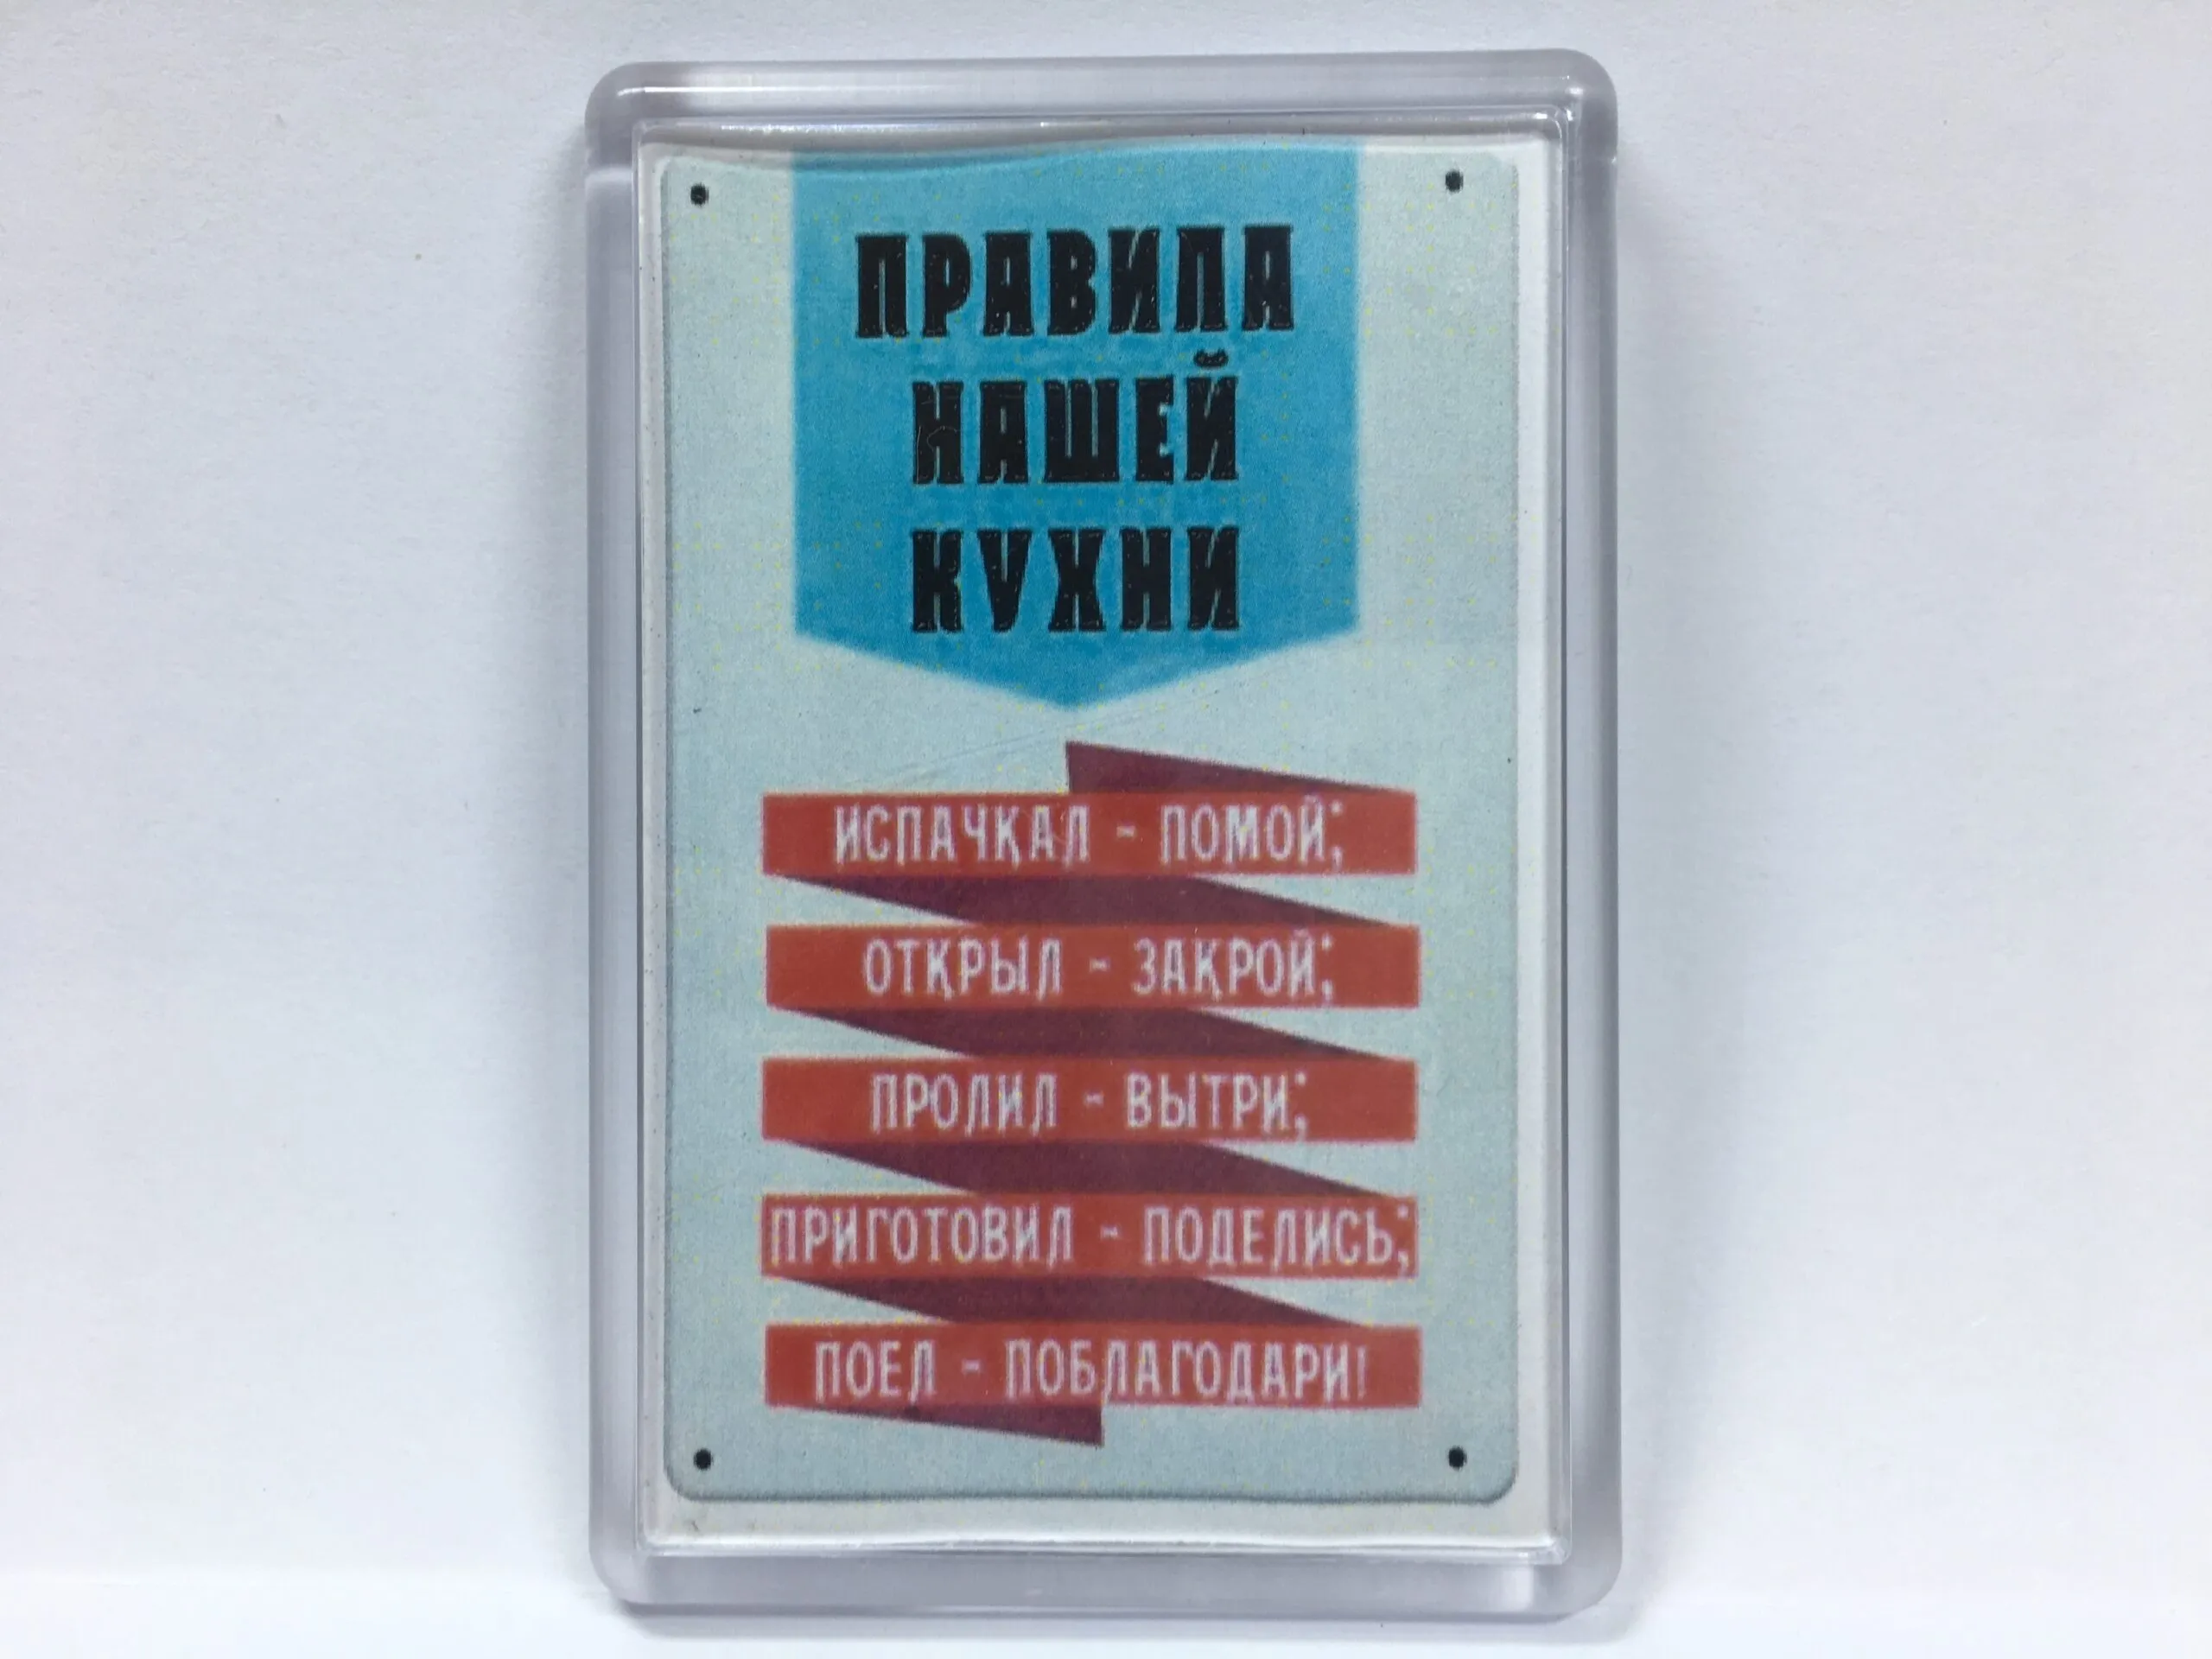 ПРАВИЛА
НАШЕЙ
КУХНИ
ИСПАЧКАЛ - ПОМОЙ;
ОТКРЫЛ - ЗАКРОЙ;
ПРОЛИЛ - ВЫТРИ;
ПРИГОТОВИЛ - ПОДЕЛИСЬ;
ПОЕЛ - ПОБЛАГОДАРИ!